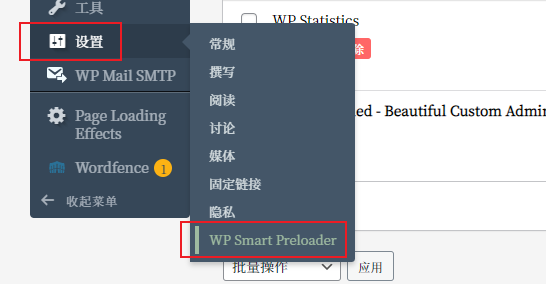 工具
设置
WP Mail SMTP
Page Loading
Effects
Wordfence 1
收起菜单
常规
撰写
阅读
讨论
媒体
固定链接
隐私
WP Smart Preloader
WP Statistics
除
ed - Beautiful Custom Admin
批量操作
应用